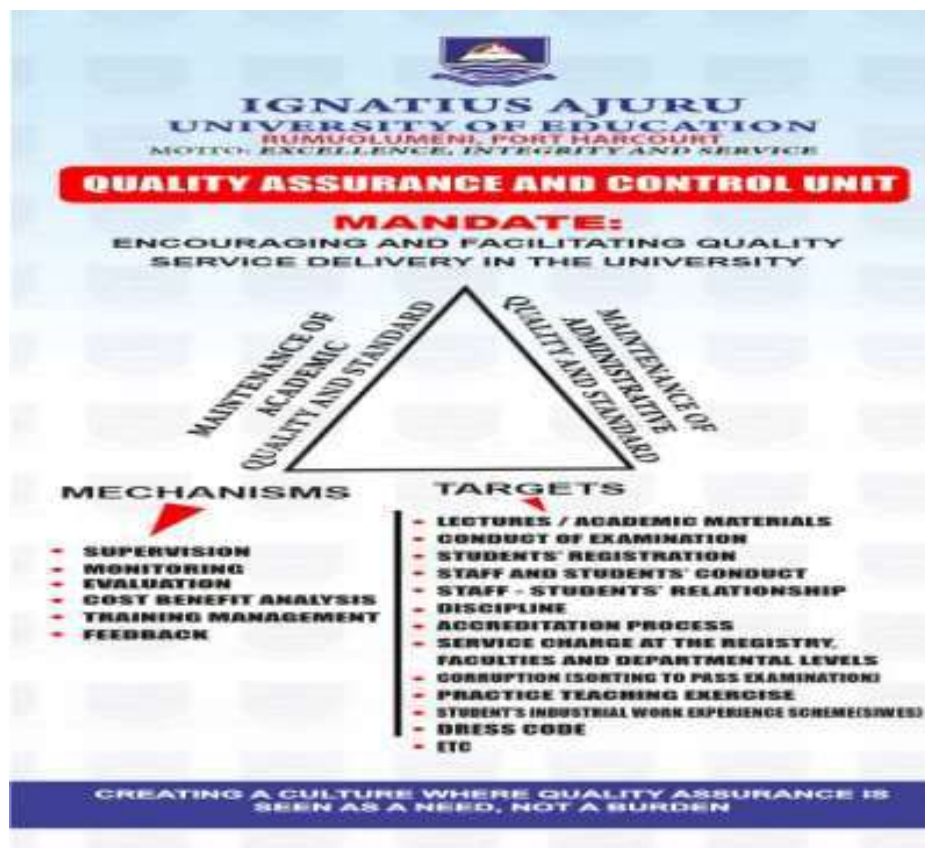 IGNATIUS AJURU
UNIVERSITY OF EDUCATION
RUMUOLUMENI, PORT HARCOURT
MOTTO: EXCELLENCE, INTEGRITY AND SERVICE
QUALITY ASSURANCE AND CONTROL UNIT
MANDATE:
ENCOURAGING AND FACILITATING QUALITY
SERVICE DELIVERY IN THE UNIVERSITY
MAINTENANCE OF
ACADEMIC
QUALITY AND STANDARD
MAINTENANCE OF
ADMINISTRATIVE
QUALITY AND STANDARD
MECHANISMS
SUPERVISION
MONITORING
EVALUATION
COST BENEFIT ANALYSIS
TRAINING MANAGEMENT
FEEDBACK
TARGETS
LECTURES / ACADEMIC MATERIALS
CONDUCT OF EXAMINATION
STUDENTS' REGISTRATION
STAFF AND STUDENTS' CONDUCT
STAFF - STUDENTS' RELATIONSHIP
DISCIPLINE
ACCREDITATION PROCESS
SERVICE CHARGE AT THE REGISTRY,
FACULTIES AND DEPARTMENTAL LEVELS
CORRUPTION (SORTING TO PASS EXAMINATION)
PRACTICE TEACHING EXERCISE
STUDENT'S INDUSTRIAL WORK EXPERIENCE SCHEME(SIWES)
DRESS CODE
ETC
CREATING A CULTURE WHERE QUALITY ASSURANCE IS
SEEN AS A NEED, NOT A BURDEN